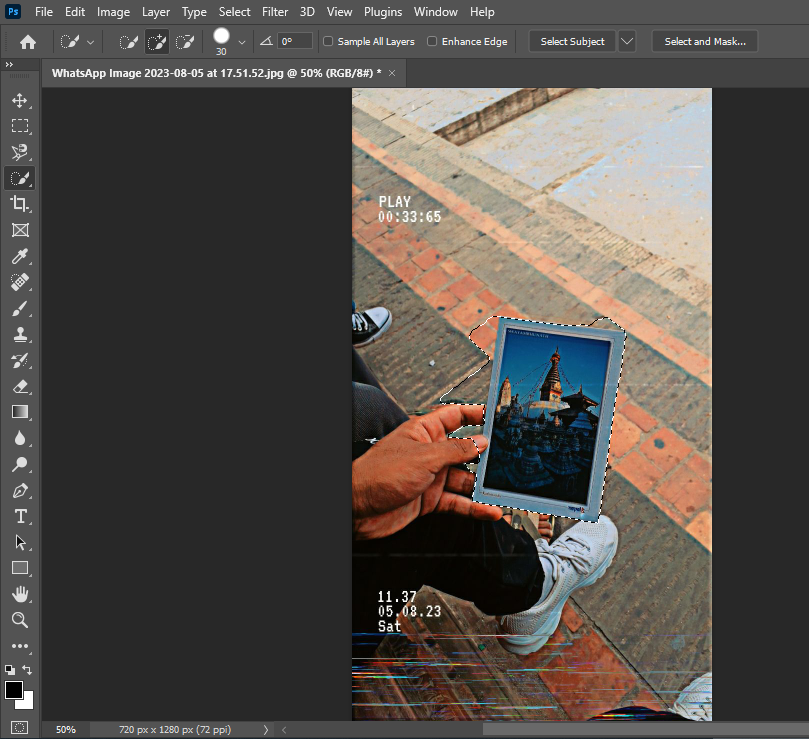 Ps File Edit Image Layer Type Select Filter 3D View Plugins Window Help
30 0° Sample All Layers Enhance Edge Select Subject Select and Mask...
WhatsApp Image 2023-08-05 at 17.51.52.jpg @ 50% (RGB/8#) * ×
PLAY
00:33:65
11.37
05.08.23
Sat
50% 720 px x 1280 px (72 ppi)